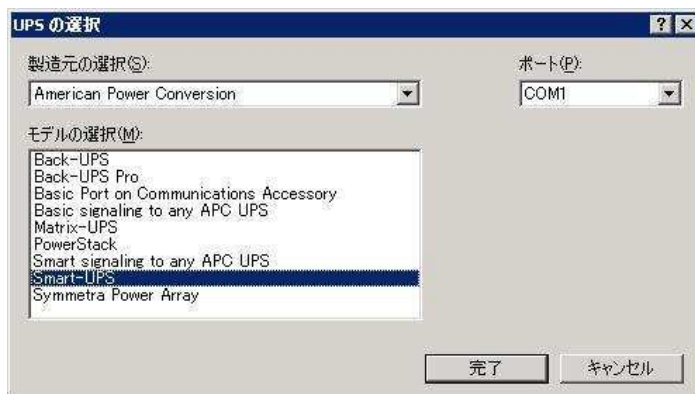 UPS の選択
製造元の選択(S):
ポート(P):
American Power Conversion
COM1
モデルの選択(M):
Back-UPS
Back-UPS Pro
Basic Port on Communications Accessory
Basic signaling to any APC UPS
Matrix-UPS
PowerStack
Smart signaling to any APC UPS
Smart-UPS
Symmetra Power Array
完了
キャンセル